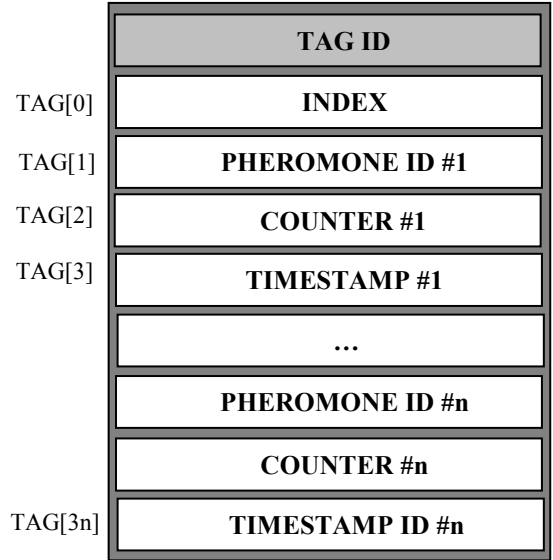 TAG ID
TAG[0] INDEX
TAG[1] PHEROMONE ID #1
TAG[2] COUNTER #1
TAG[3] TIMESTAMP #1
…
PHEROMONE ID #n
COUNTER #n
TAG[3n] TIMESTAMP ID #n